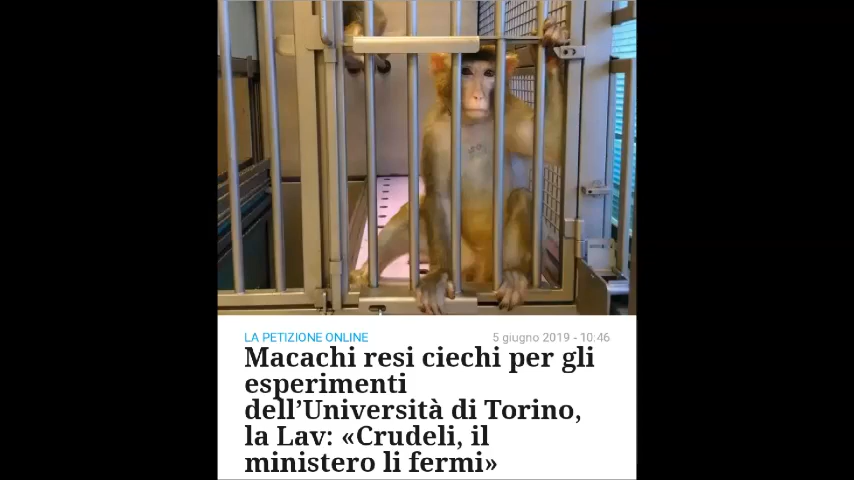 LA PETIZIONE ONLINE
5 giugno 2019 - 10:46
Macachi resi ciechi per gli
esperimenti
dell’Università di Torino,
la Lav: «Crudeli, il
ministero li fermi»